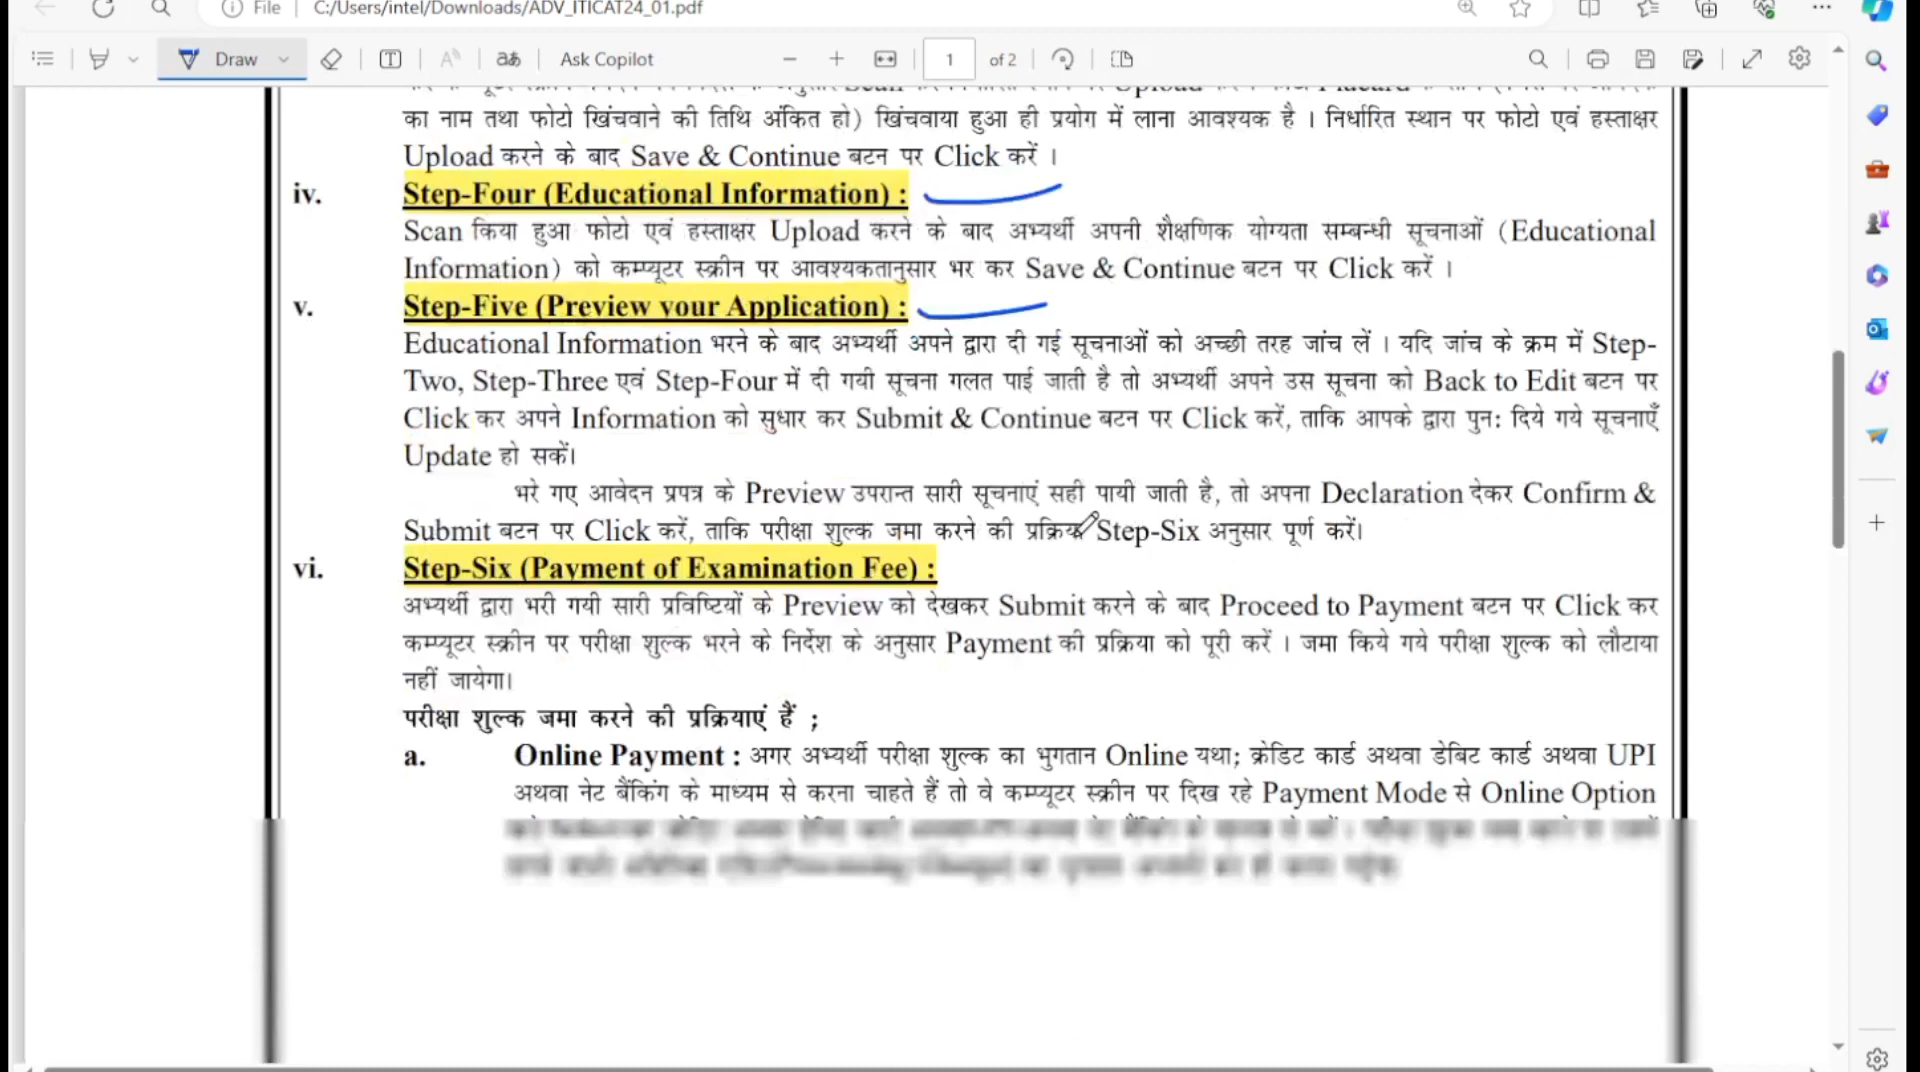 File C:/Users/intel/Downloads/ADV_ITICAT24_01.pdf
Draw Ask Copilot 1 of 2
का नाम तथा फोटो खिंचवाने की तिथि अंकित हो) खिंचवाया हुआ ही प्रयोग में लाना आवश्यक है । निर्धारित स्थान पर फोटो एवं हस्ताक्षर
Upload करने के बाद Save & Continue बटन पर Click करें ।
iv. Step-Four (Educational Information) :
Scan किया हुआ फोटो एवं हस्ताक्षर Upload करने के बाद अभ्यर्थी अपनी शैक्षणिक योग्यता सम्बन्धी सूचनाओं (Educational
Information) को कम्प्यूटर स्क्रीन पर आवश्यकतानुसार भर कर Save & Continue बटन पर Click करें ।
v. Step-Five (Preview your Application) :
Educational Information भरने के बाद अभ्यर्थी अपने द्वारा दी गई सूचनाओं को अच्छी तरह जांच लें । यदि जांच के क्रम में Step-
Two, Step-Three एवं Step-Four में दी गयी सूचना गलत पाई जाती है तो अभ्यर्थी अपने उस सूचना को Back to Edit बटन पर
Click कर अपने Information को सुधार कर Submit & Continue बटन पर Click करें, ताकि आपके द्वारा पुन: दिये गये सूचनाएँ
Update हो सकें।
भरे गए आवेदन प्रपत्र के Preview उपरान्त सारी सूचनाएं सही पायी जाती है, तो अपना Declaration देकर Confirm &
Submit बटन पर Click करें, ताकि परीक्षा शुल्क जमा करने की प्रक्रिया Step-Six अनुसार पूर्ण करें।
vi. Step-Six (Payment of Examination Fee) :
अभ्यर्थी द्वारा भरी गयी सारी प्रविष्टियों के Preview को देखकर Submit करने के बाद Proceed to Payment बटन पर Click कर
कम्प्यूटर स्क्रीन पर परीक्षा शुल्क भरने के निर्देश के अनुसार Payment की प्रक्रिया को पूरी करें । जमा किये गये परीक्षा शुल्क को लौटाया
नहीं जायेगा।
परीक्षा शुल्क जमा करने की प्रक्रियाएं हैं ;
a. Online Payment : अगर अभ्यर्थी परीक्षा शुल्क का भुगतान Online यथा; क्रेडिट कार्ड अथवा डेबिट कार्ड अथवा UPI
अथवा नेट बैंकिंग के माध्यम से करना चाहते हैं तो वे कम्प्यूटर स्क्रीन पर दिख रहे Payment Mode से Online Option